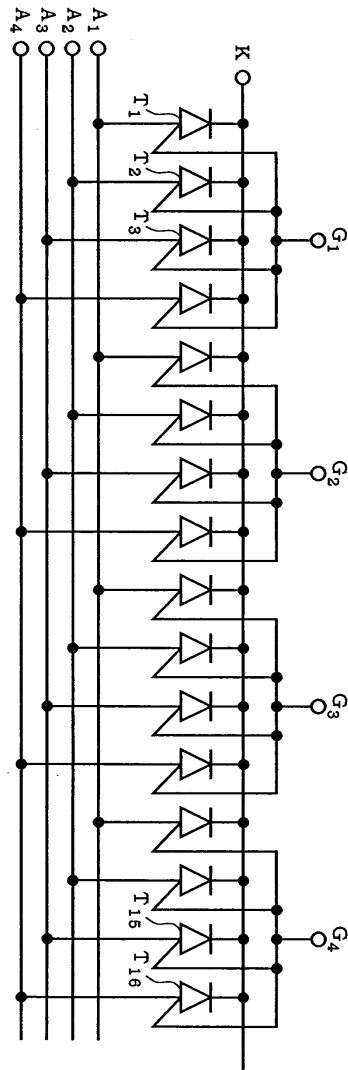 A₁
A₂
A₃
A₄
K
T₁
T₂
T₃
T₁₅
T₁₆
G₁
G₂
G₃
G₄